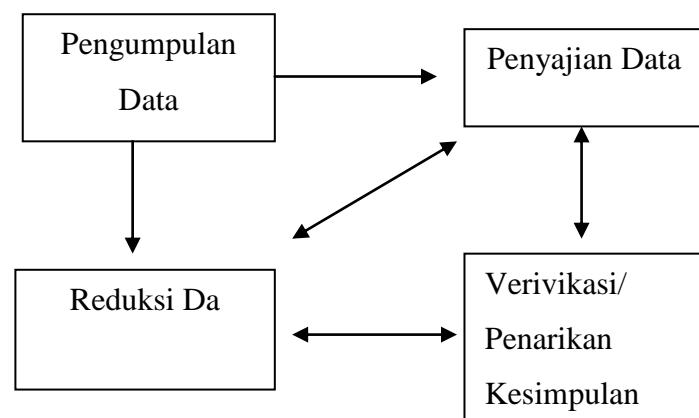 Pengumpulan
Data
Penyajian Data
Reduksi Da
Verivikasi/
Penarikan
Kesimpulan